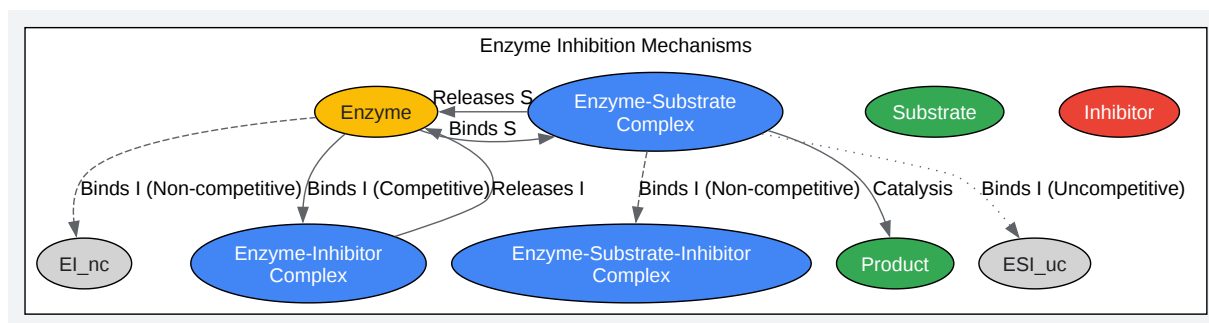 Enzyme Inhibition Mechanisms
Releases S
Enzyme
Binds S
Enzyme-Substrate
Complex
Substrate
Inhibitor
Binds I (Non-competitive)
Binds I (Competitive)
Releases I
Binds I (Non-competitive)
Catalysis
Binds I (Uncompetitive)
EI_nc
Enzyme-Inhibitor
Complex
Enzyme-Substrate-Inhibitor
Complex
Product
ESI_uc